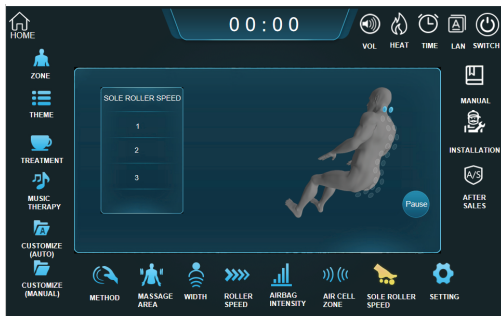 00:00
HOME
VOL
HEAT
TIME
LAN
SWITCH
ZONE
THEME
TREATMENT
MUSIC
THERAPY
CUSTOMIZE
(AUTO)
CUSTOMIZE
(MANUAL)
SOLE ROLLER SPEED
1
2
3
Pause
MANUAL
INSTALLATION
A/S
AFTER
SALES
METHOD
MASSAGE
AREA
WIDTH
ROLLER
SPEED
AIRBAG
INTENSITY
AIR CELL
ZONE
SOLE ROLLER
SPEED
SETTING
A
A